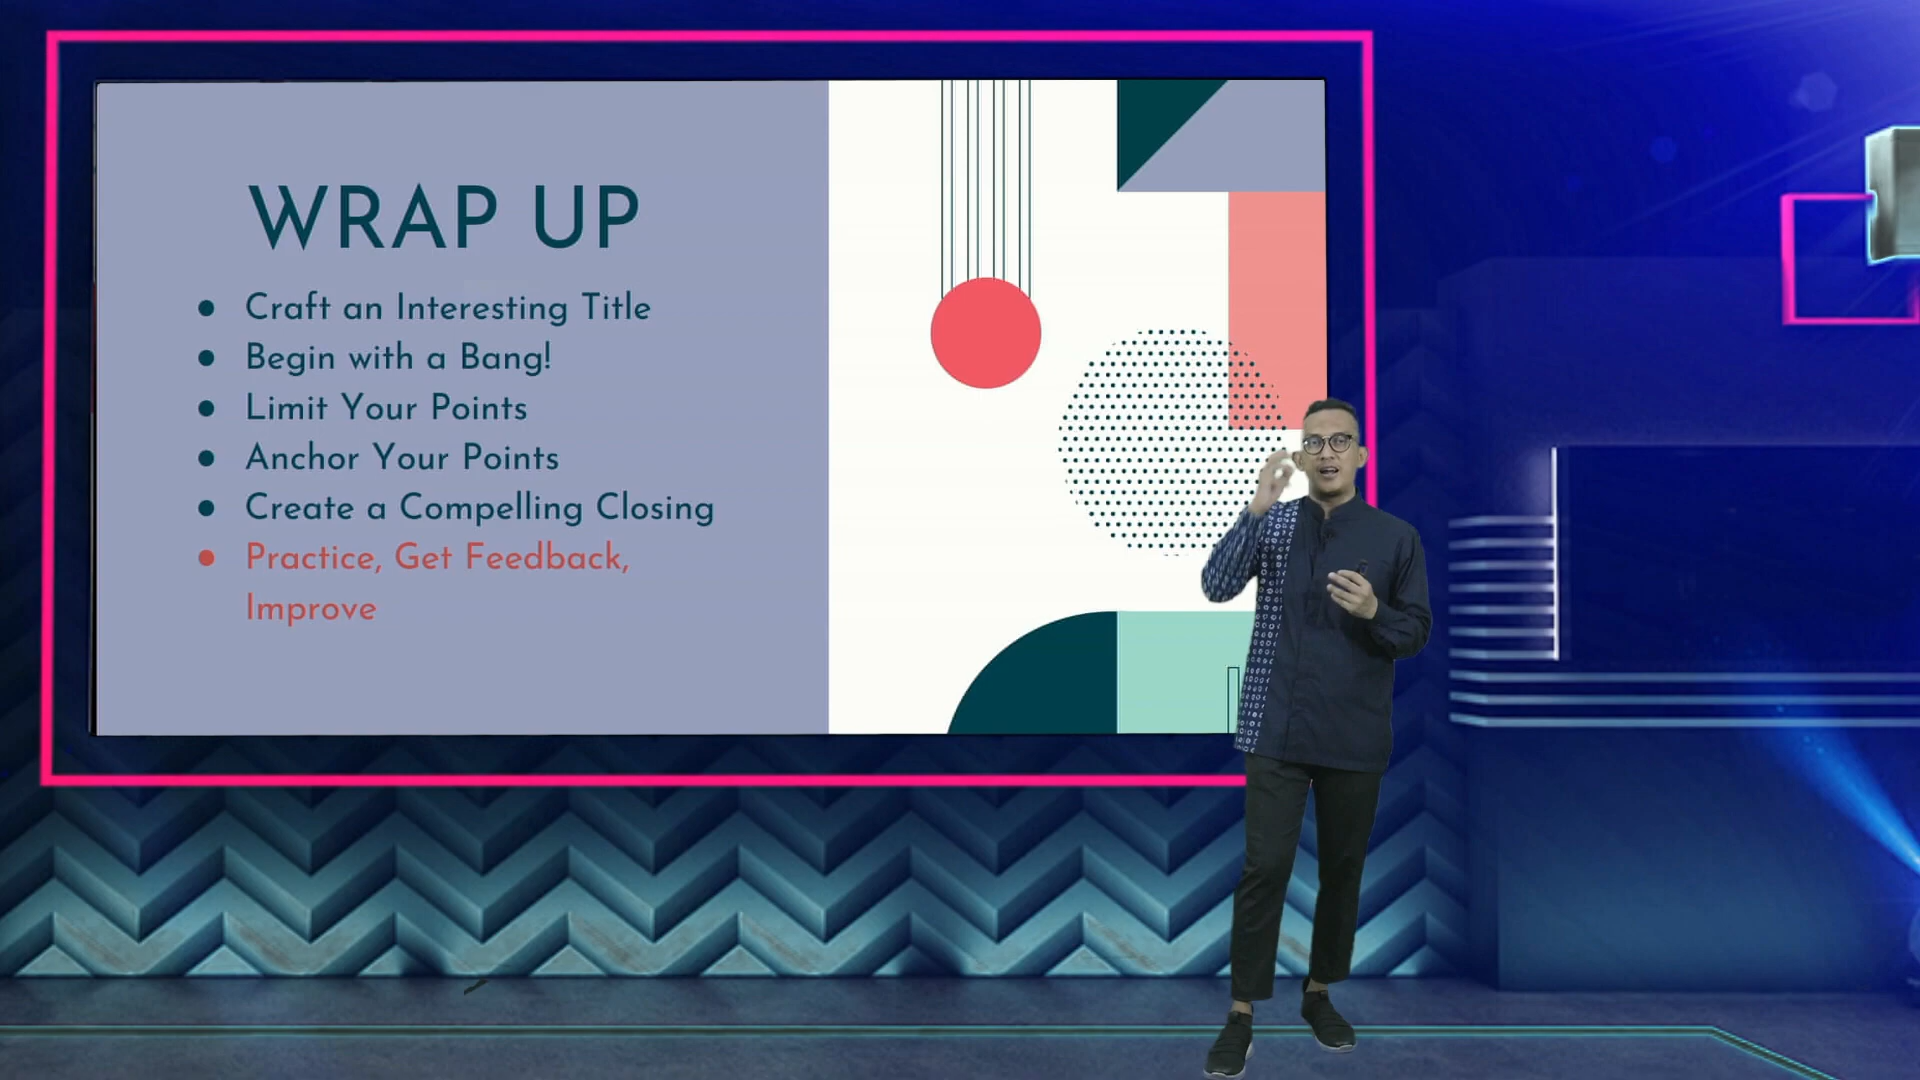 WRAP UP
Craft an Interesting Title
Begin with a Bang!
Limit Your Points
Anchor Your Points
Create a Compelling Closing
Practice, Get Feedback,
Improve